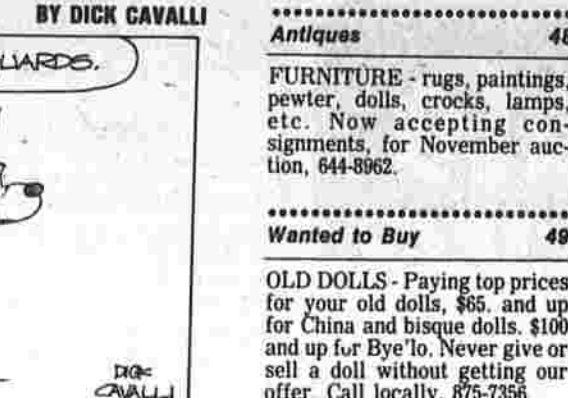 BY DICK CAVALLI
DICK
CAVALLI
Antiques 48
FURNITURE - rugs, paintings,
pewter, dolls, crocks, lamps,
etc. Now accepting con-
signments, for November auc-
tion, 644-8962.
Wanted to Buy 49
OLD DOLLS - Paying top prices
for your old dolls, $65. and up
for China and bisque dolls. $100
and up for Bye'lo. Never give or
sell a doll without getting our
offer. Call locally, 875-7356